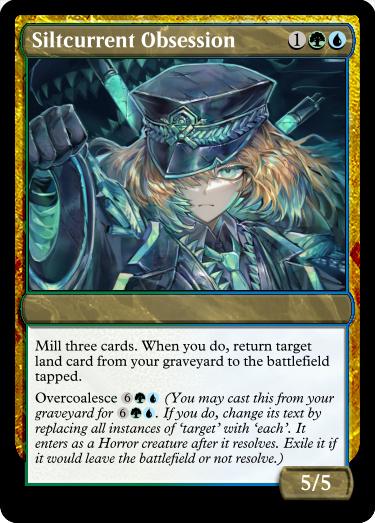 Siltcurrent Obsession 1
Mill three cards. When you do, return target
land card from your graveyard to the battlefield
tapped.
Overcoalesce 6 (You may cast this from your
graveyard for 6 . If you do, change its text by
replacing all instances of ‘target’ with ‘each’. It
enters as a Horror creature after it resolves. Exile it if
it would leave the battlefield or not resolve.)
5/5